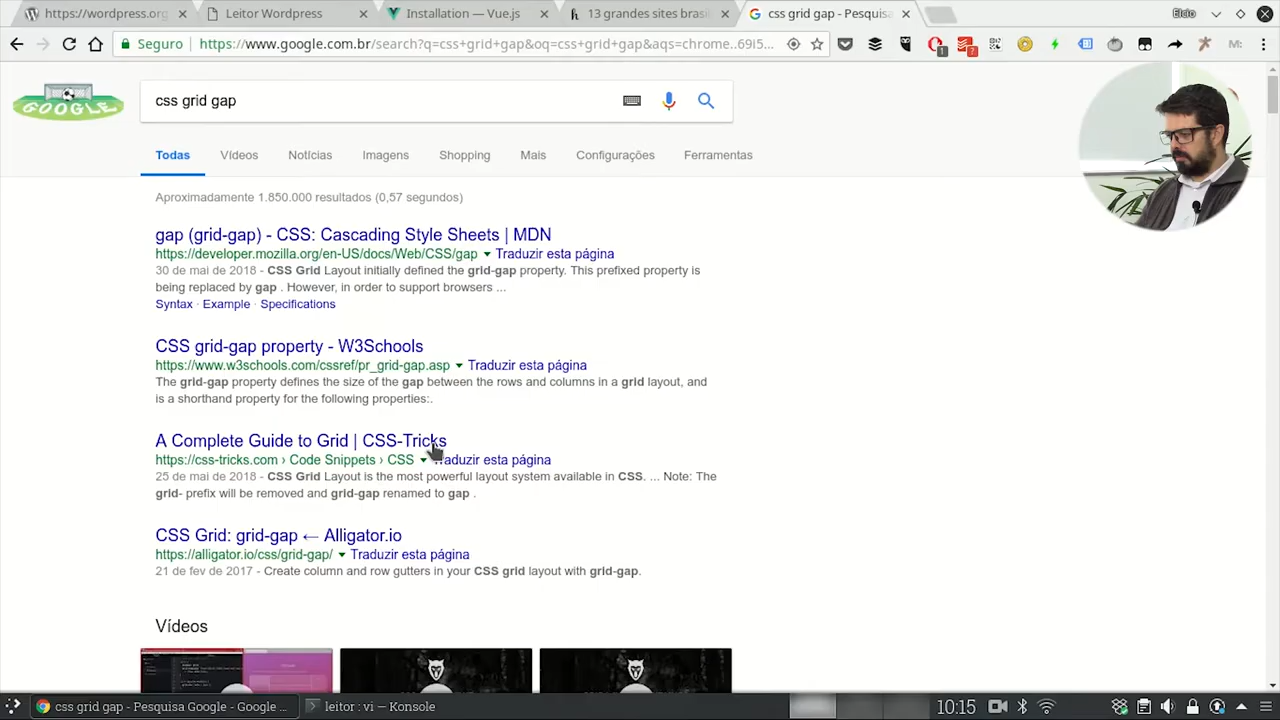 https://wordpress.org
Leitor Wordpress
Installation — Vue.js
13 grandes sites brasil
css grid gap - Pesquisa
Eldo
Seguro
https://www.google.com.br/search?q=css+grid+gap&oq=css+grid+gap&aqs=chrome..69i5...
1
7
M:
GOOGLE
css grid gap
Todas
Vídeos
Notícias
Imagens
Shopping
Mais
Configurações
Ferramentas
Aproximadamente 1.850.000 resultados (0,57 segundos)
gap (grid-gap) - CSS: Cascading Style Sheets | MDN
https://developer.mozilla.org/en-US/docs/Web/CSS/gap ▼ Traduzir esta página
30 de mai de 2018 - CSS Grid Layout initially defined the grid-gap property. This prefixed property is
being replaced by gap . However, in order to support browsers ...
Syntax · Example · Specifications
CSS grid-gap property - W3Schools
https://www.w3schools.com/cssref/pr_grid-gap.asp ▼ Traduzir esta página
The grid-gap property defines the size of the gap between the rows and columns in a grid layout, and
is a shorthand property for the following properties:.
A Complete Guide to Grid | CSS-Tricks
https://css-tricks.com › Code Snippets › CSS ▼ Traduzir esta página
25 de mai de 2018 - CSS Grid Layout is the most powerful layout system available in CSS. ... Note: The
grid- prefix will be removed and grid-gap renamed to gap .
CSS Grid: grid-gap ← Alligator.io
https://alligator.io/css/grid-gap/ ▼ Traduzir esta página
21 de fev de 2017 - Create column and row gutters in your CSS grid layout with grid-gap.
Vídeos
css grid gap - Pesquisa Google - Google ...
leitor : vi — Konsole
10:15